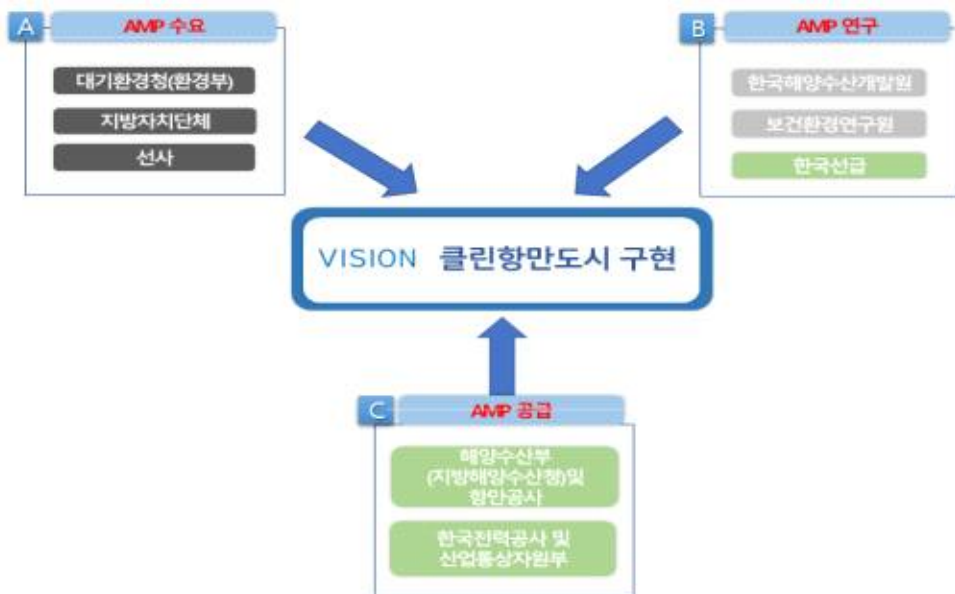 A
AMP 수요
대기환경청(환경부)
지방자치단체
선사
B
AMP 연구
한국해양수산개발원
보건환경연구원
한국선급
VISION 클린항만도시 구현
C
AMP 공급
해양수산부
(지방해양수산청)및
항만공사
한국전력공사 및
산업통상자원부